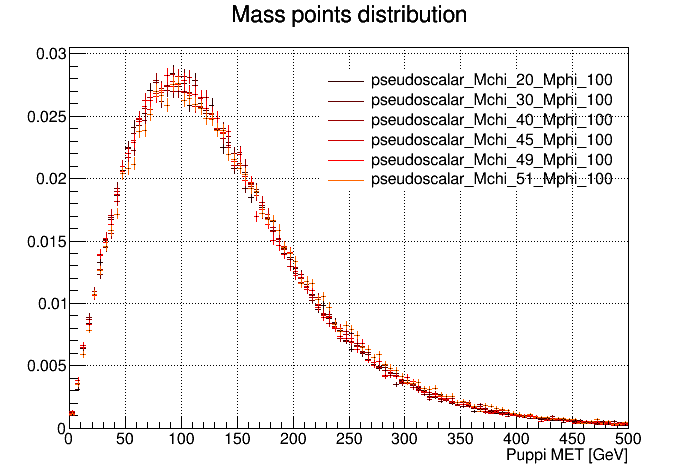 Mass points distribution
0.03
0.025
0.02
0.015
0.01
0.005
0
pseudoscalar_Mchi_20_Mphi_100
pseudoscalar_Mchi_30_Mphi_100
pseudoscalar_Mchi_40_Mphi_100
pseudoscalar_Mchi_45_Mphi_100
pseudoscalar_Mchi_49_Mphi_100
pseudoscalar_Mchi_51_Mphi_100
0 50 100 150 200 250 300 350 400 450 500
Puppi MET [GeV]